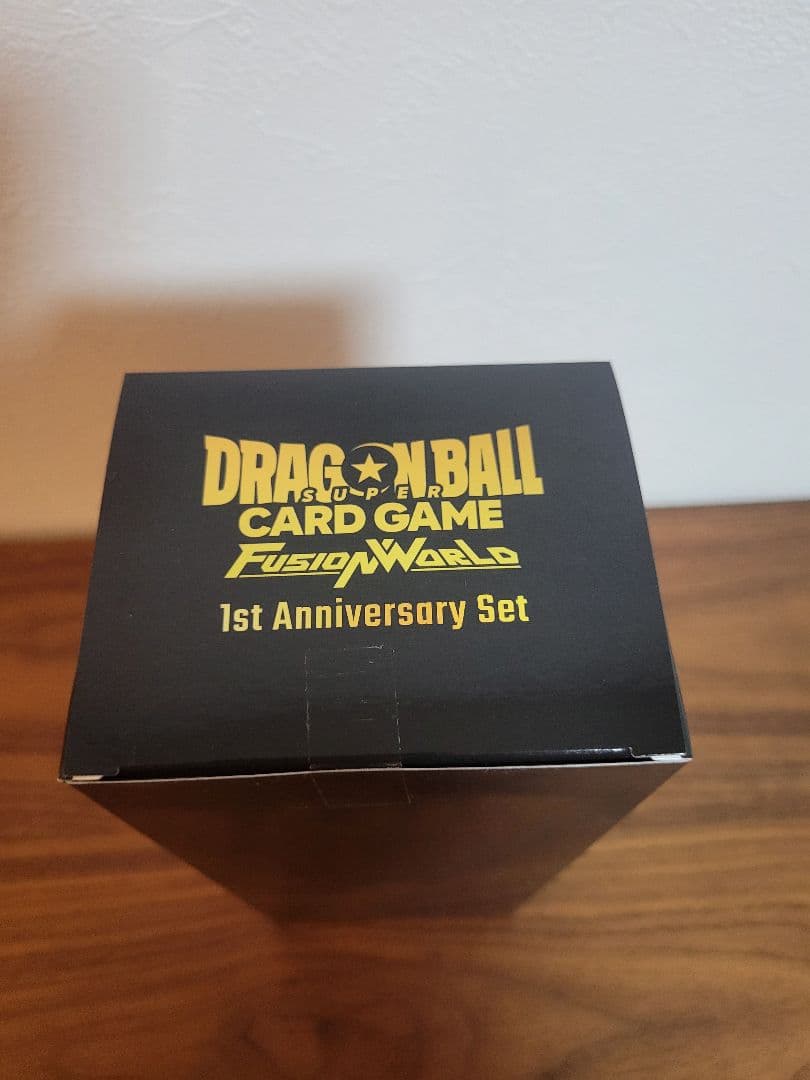 DRAGON BALL
SUPER
CARD GAME
FUSION WORLD
1st Anniversary Set